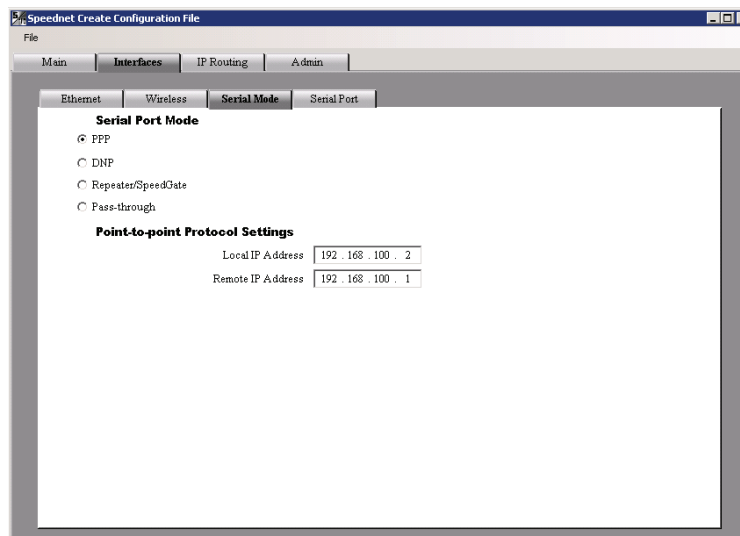 Speednet Create Configuration File
File
Main Interfaces IP Routing Admin
Ethernet Wireless Serial Mode Serial Port
Serial Port Mode
PPP
DNP
Repeater/SpeedGate
Pass-through
Point-to-point Protocol Settings
Local IP Address 192 . 168 . 100 . 2
Remote IP Address 192 . 168 . 100 . 1